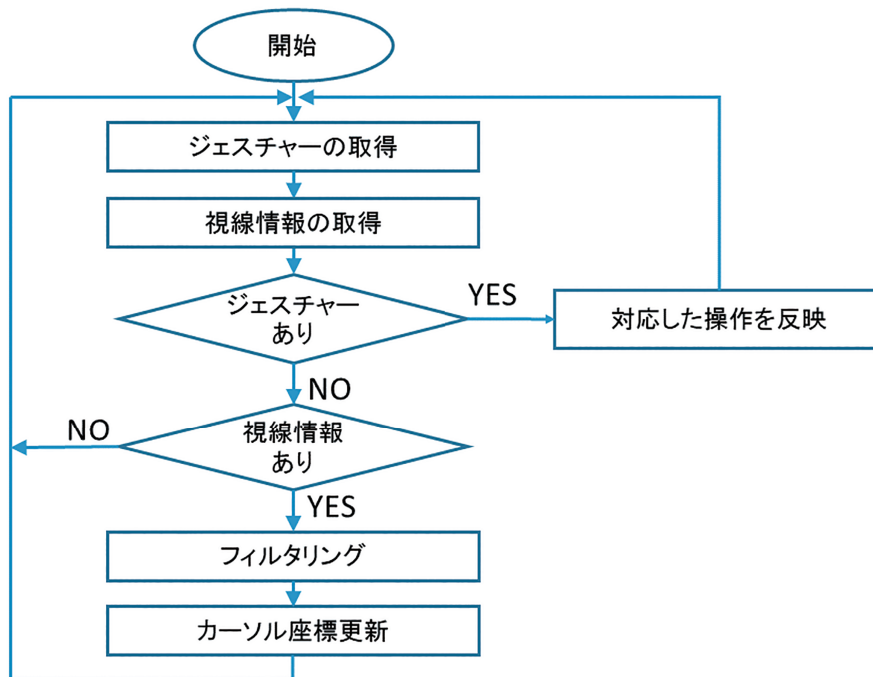 開始
ジェスチャーの取得
視線情報の取得
ジェスチャー
あり
YES
対応した操作を反映
NO
視線情報
あり
NO
YES
フィルタリング
カーソル座標更新